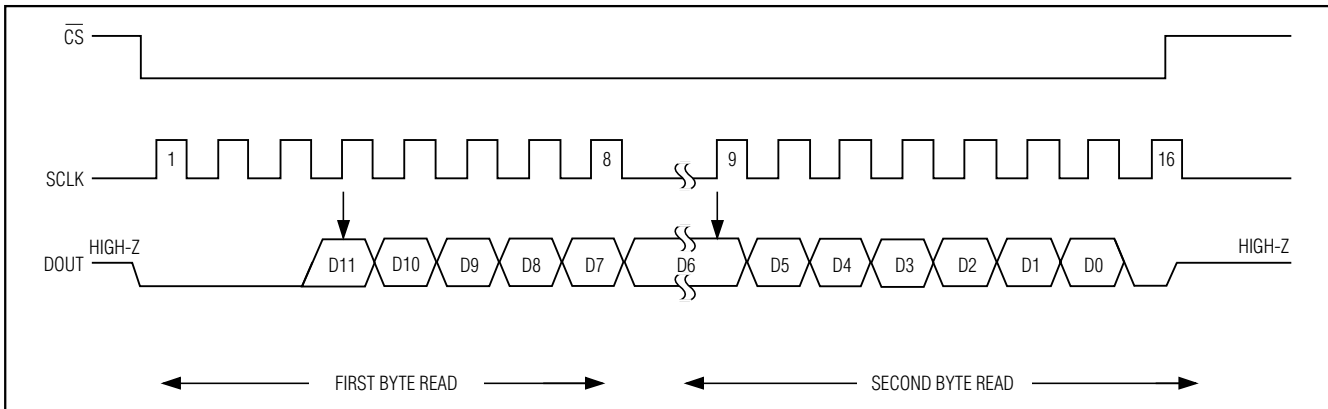 C̅S̅
1 8 9 16
SCLK
HIGH-Z HIGH-Z
DOUT D11 D10 D9 D8 D7 D6 D5 D4 D3 D2 D1 D0
FIRST BYTE READ SECOND BYTE READ